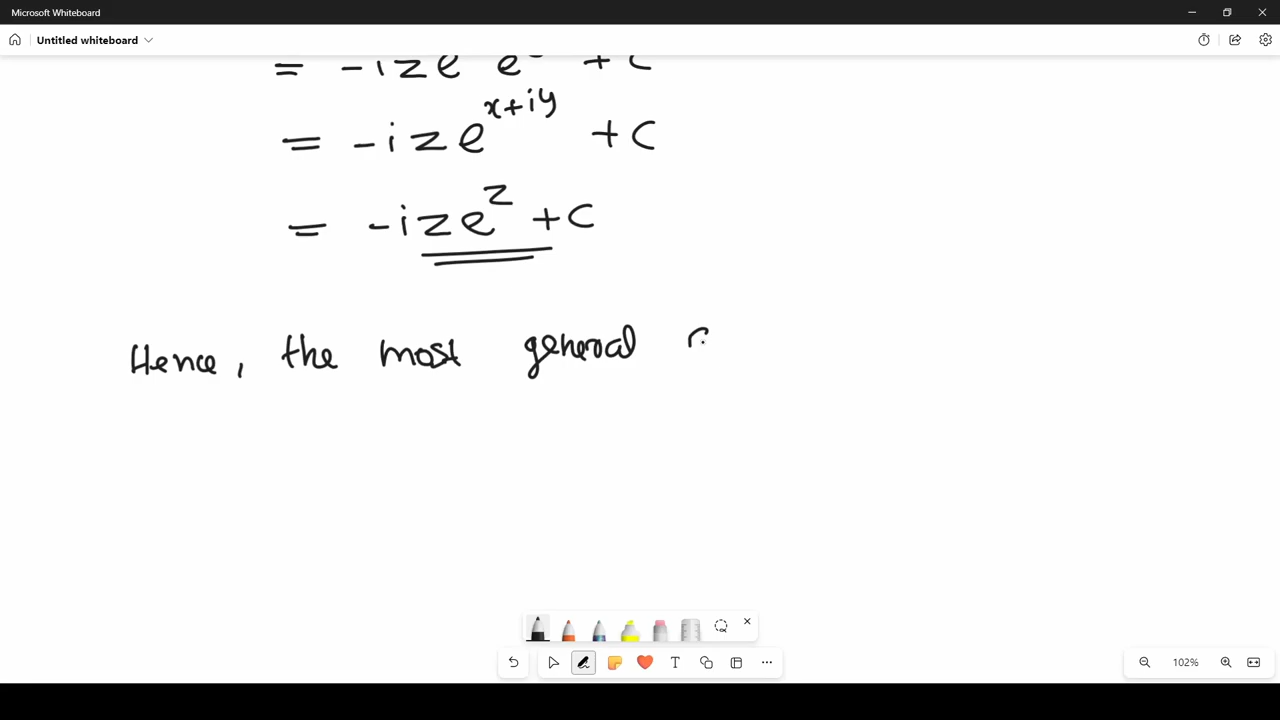 Microsoft Whiteboard
Untitled whiteboard
= -ize e + c
= -ize^{x+iy} + c
= -ize^z + c
Hence, the most general
102%